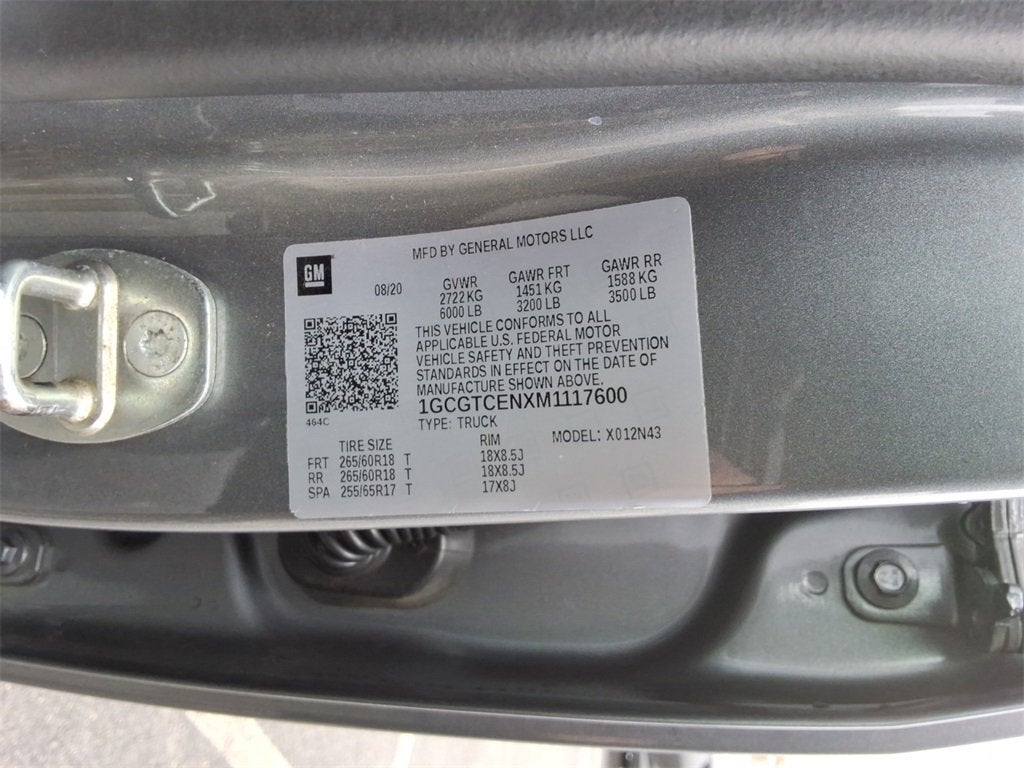 MFD BY GENERAL MOTORS LLC
GM
08/20
GVWR GAWR FRT GAWR RR
2722 KG 1451 KG 1588 KG
6000 LB 3200 LB 3500 LB
THIS VEHICLE CONFORMS TO ALL
APPLICABLE U.S. FEDERAL MOTOR
VEHICLE SAFETY AND THEFT PREVENTION
STANDARDS IN EFFECT ON THE DATE OF
MANUFACTURE SHOWN ABOVE.
1GCGTCENXM1117600
464C
TYPE: TRUCK
MODEL: X012N43
TIRE SIZE RIM
FRT 265/60R18 T 18X8.5J
RR 265/60R18 T 18X8.5J
SPA 255/65R17 T 17X8J